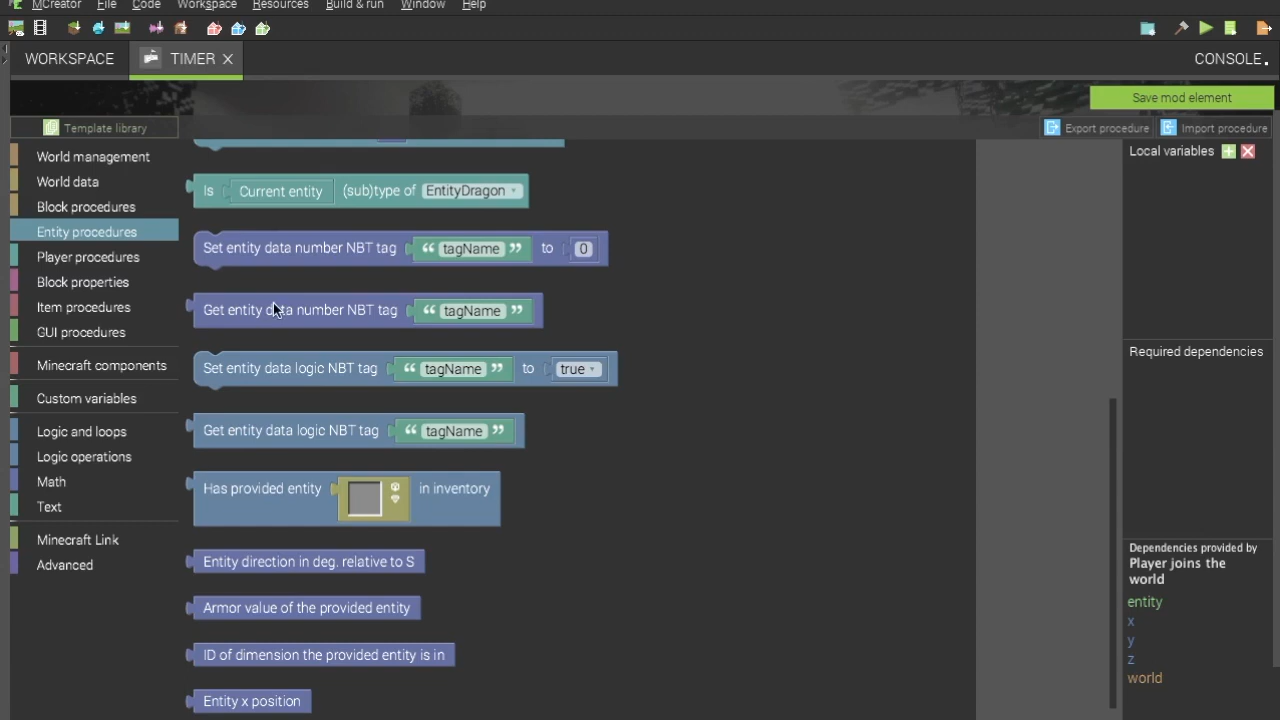 MCreator File Code Workspace Resources Build & run Window Help
WORKSPACE TIMER CONSOLE.
Save mod element
Template library Export procedure Import procedure
World management
World data
Block procedures
Entity procedures
Player procedures
Block properties
Item procedures
GUI procedures
Minecraft components
Custom variables
Logic and loops
Logic operations
Math
Text
Minecraft Link
Advanced
Is Current entity (sub)type of EntityDragon
Set entity data number NBT tag “ tagName ” to 0
Get entity data number NBT tag “ tagName ”
Set entity data logic NBT tag “ tagName ” to true
Get entity data logic NBT tag “ tagName ”
Has provided entity in inventory
Entity direction in deg. relative to S
Armor value of the provided entity
ID of dimension the provided entity is in
Entity x position
Local variables
Required dependencies
Dependencies provided by
Player joins the
world
entity
x
y
z
world